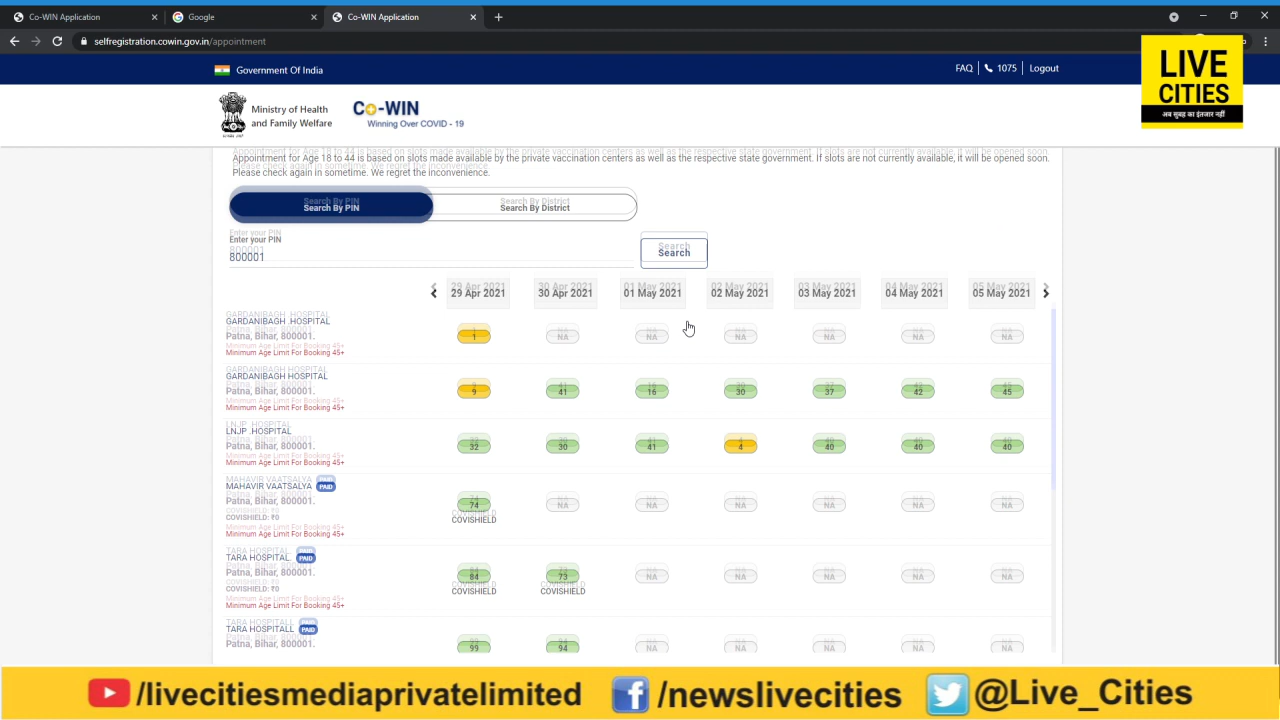 Co-WIN Application
Google
Co-WIN Application
selfregistration.cowin.gov.in/appointment
Government Of India
FAQ
1075
Logout
LIVE
CITIES
अब सुबह का इंतजार नहीं
Ministry of Health
and Family Welfare
Co-WIN
Winning Over COVID - 19
Appointment for Age 18 to 44 is based on slots made available by the private vaccination centers as well as the respective state government. If slots are not currently available, it will be opened soon.
Please check again in sometime. We regret the inconvenience.
Search By PIN
Search By District
Enter your PIN
800001
Search
29 Apr 2021 30 Apr 2021 01 May 2021 02 May 2021 03 May 2021 04 May 2021 05 May 2021
GARDANIBAGH .HOSPITAL
Patna, Bihar, 800001.
Minimum Age Limit For Booking 45+
1 NA NA NA NA NA NA
GARDANIBAGH HOSPITAL
Patna, Bihar, 800001.
Minimum Age Limit For Booking 45+
9 41 16 30 37 42 45
LNJP .HOSPITAL
Patna, Bihar, 800001.
Minimum Age Limit For Booking 45+
32 30 41 4 40 40 40
MAHAVIR VAATSALYA PAID
Patna, Bihar, 800001.
COVISHIELD: ₹0
Minimum Age Limit For Booking 45+
74 NA NA NA NA NA NA
COVISHIELD
TARA HOSPITAL. PAID
Patna, Bihar, 800001.
COVISHIELD: ₹0
Minimum Age Limit For Booking 45+
84 73 NA NA NA NA NA
COVISHIELD COVISHIELD
TARA HOSPITALL PAID
Patna, Bihar, 800001.
99 94 NA NA NA NA NA
/livecitiesmediaprivatelimited
/newslivecities
@Live_Cities